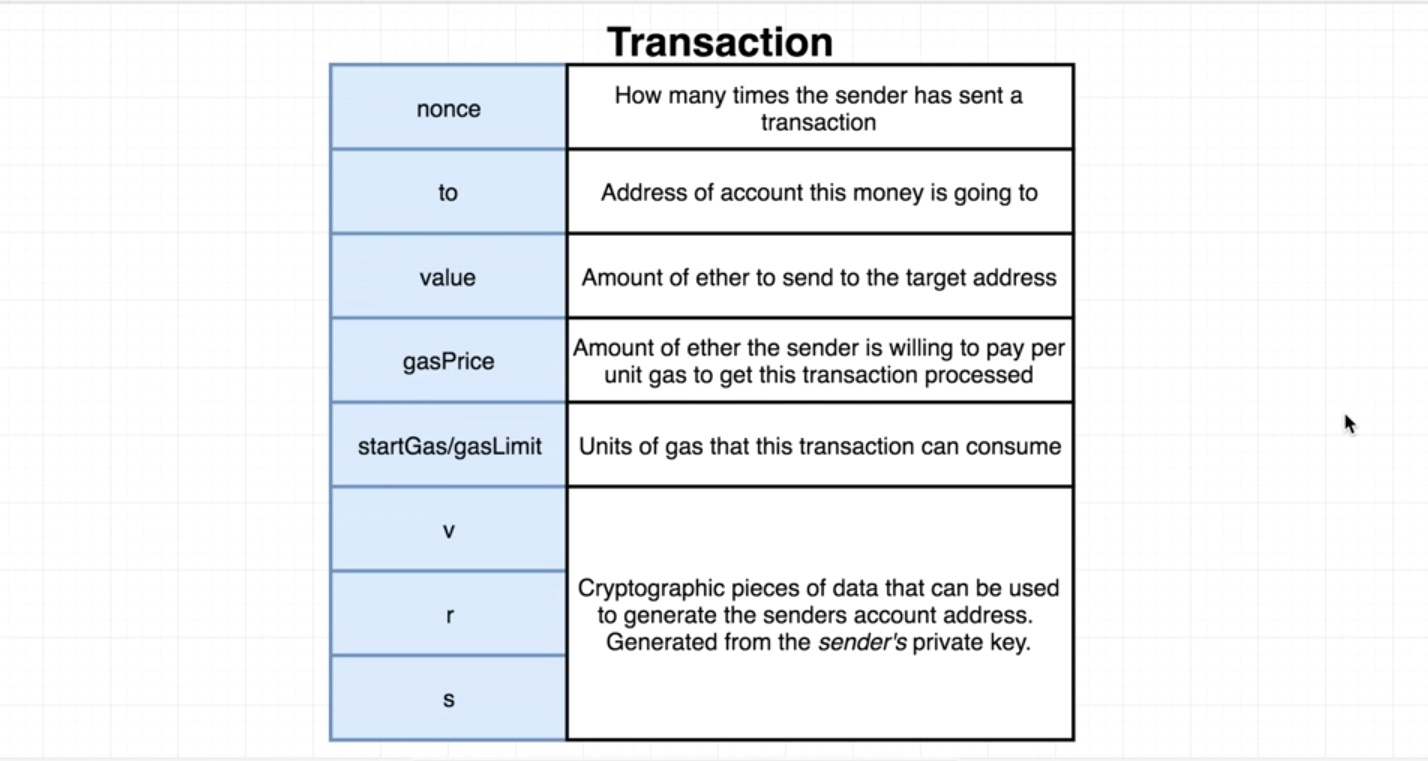 Transaction
nonce
How many times the sender has sent a
transaction
to
Address of account this money is going to
value
Amount of ether to send to the target address
gasPrice
Amount of ether the sender is willing to pay per
unit gas to get this transaction processed
startGas/gasLimit
Units of gas that this transaction can consume
v
r
s
Cryptographic pieces of data that can be used
to generate the senders account address.
Generated from the sender's private key.